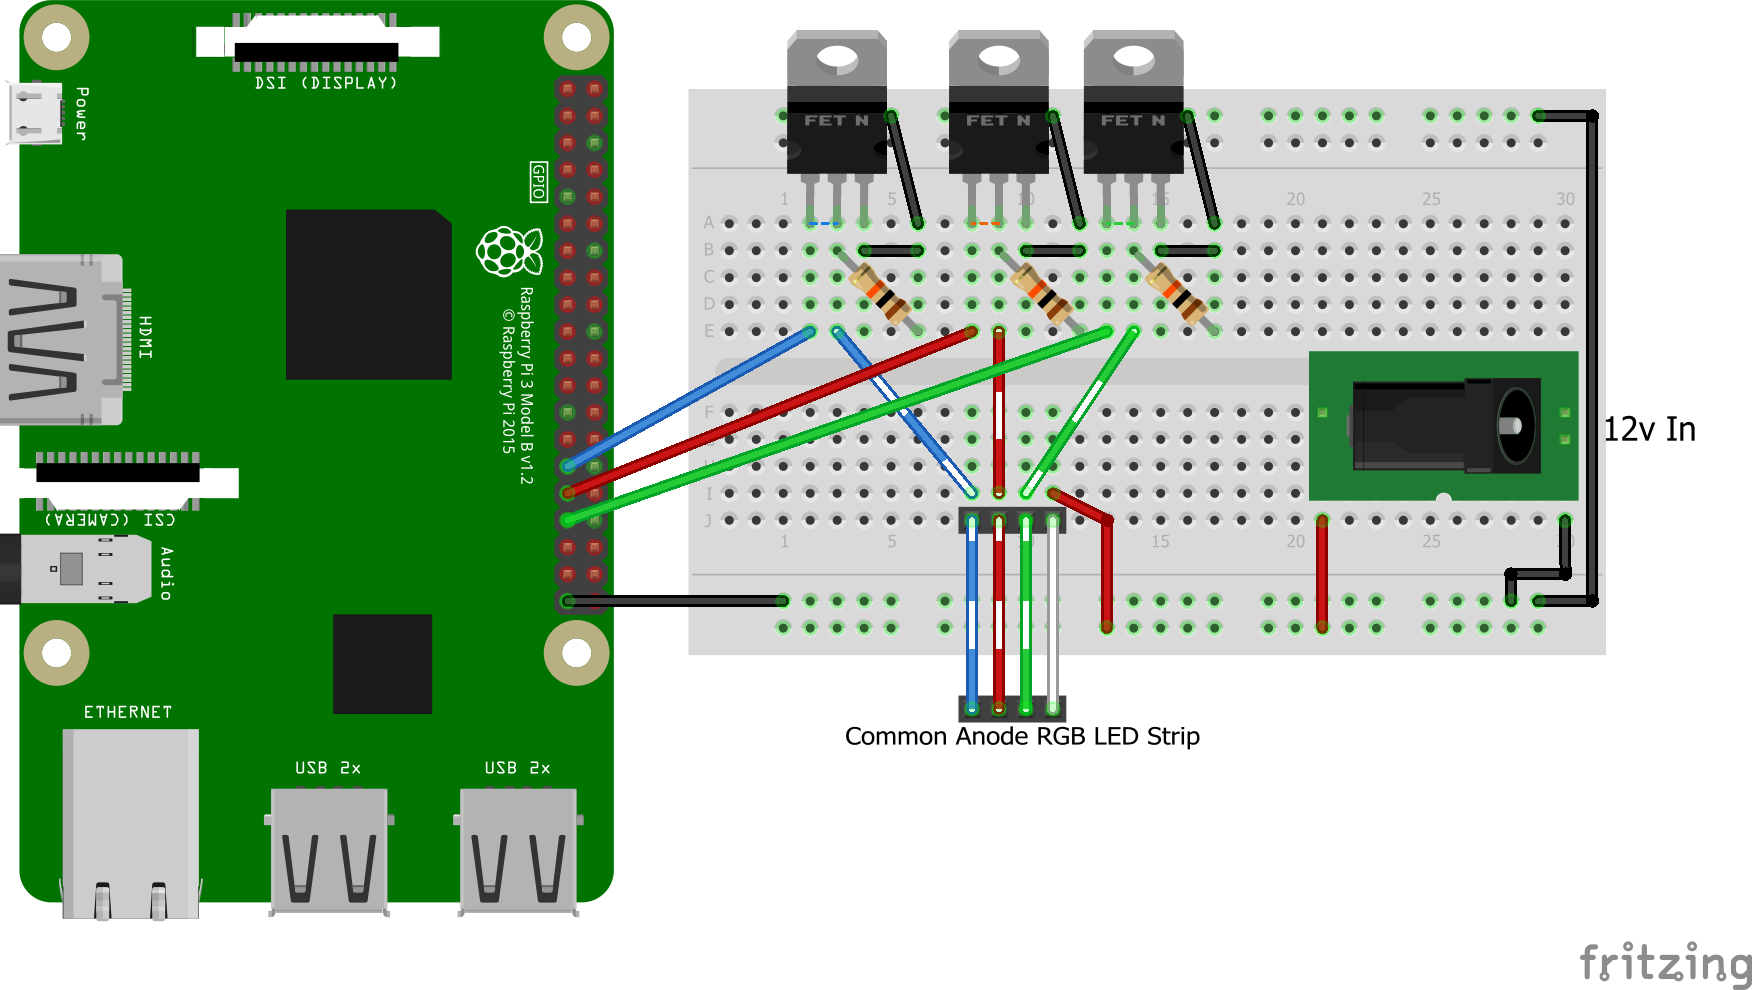 DSI (DISPLAY)
Power
GPIO
HDMI
Raspberry Pi 3 Model B v1.2
© Raspberry Pi 2015
CSI (CAMERA)
Audio
ETHERNET
USB 2x
USB 2x
FET N
FET N
FET N
1 5 10 15 20 25 30
A
B
C
D
E
F
I
J
1 5 15 20 25 30
12v In
Common Anode RGB LED Strip
fritzing